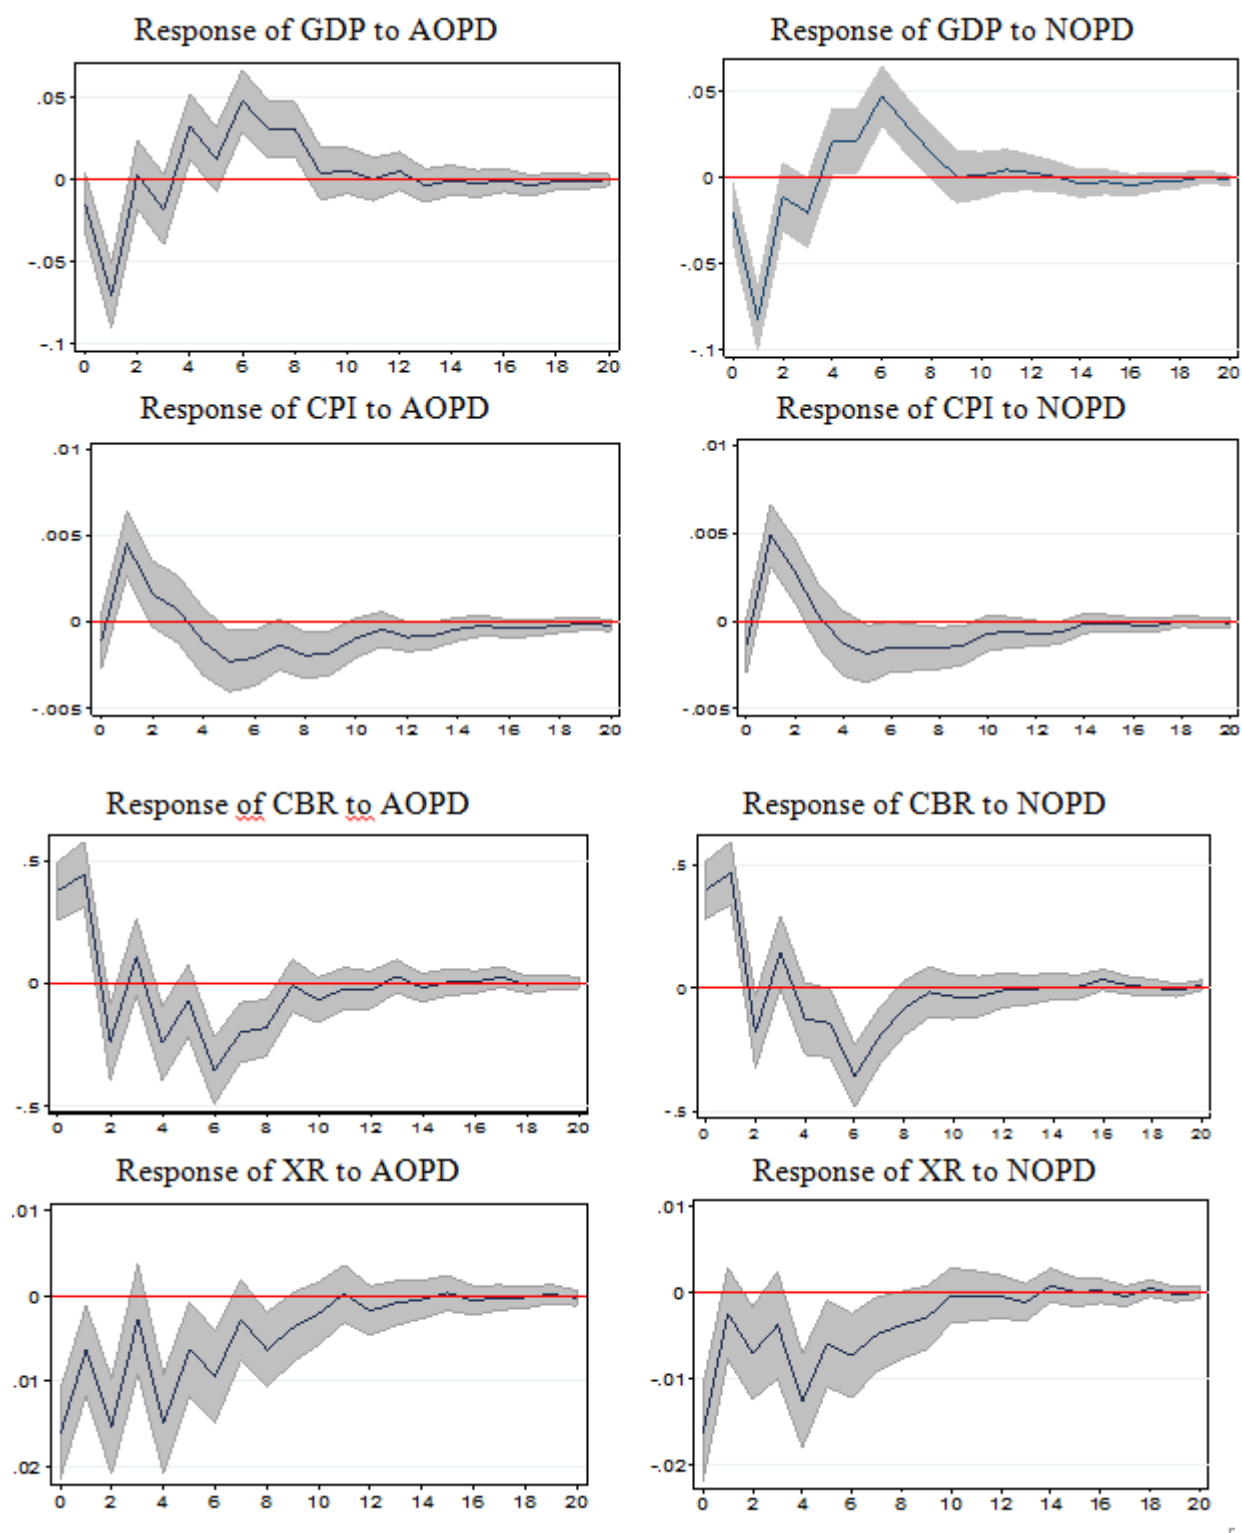 Response of GDP to AOPD
Response of GDP to NOPD
.05
0
-.05
-.1
0 2 4 6 8 10 12 14 16 18 20
.05
0
-.05
-.1
0 2 4 6 8 10 12 14 16 18 20
Response of CPI to AOPD
Response of CPI to NOPD
.01
.005
0
-.005
0 2 4 6 8 10 12 14 16 18 20
.01
.005
0
-.005
0 2 4 6 8 10 12 14 16 18 20
Response of CBR to AOPD
Response of CBR to NOPD
.5
0
-.5
0 2 4 6 8 10 12 14 16 18 20
.5
0
-.5
0 2 4 6 8 10 12 14 16 18 20
Response of XR to AOPD
Response of XR to NOPD
.01
0
.01
.02
0 2 4 6 8 10 12 14 16 18 20
.01
0
-.01
-.02
0 2 4 6 8 10 12 14 16 18 20